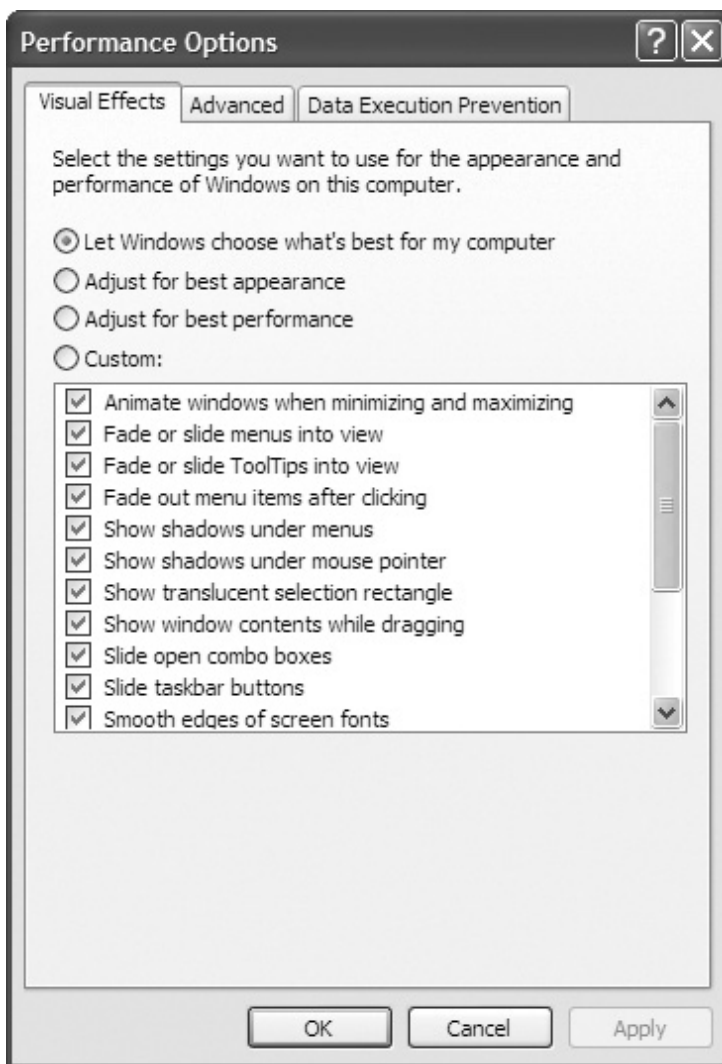 Performance Options
Visual Effects
Advanced
Data Execution Prevention
Select the settings you want to use for the appearance and
performance of Windows on this computer.
Let Windows choose what's best for my computer
Adjust for best appearance
Adjust for best performance
Custom:
Animate windows when minimizing and maximizing
Fade or slide menus into view
Fade or slide ToolTips into view
Fade out menu items after clicking
Show shadows under menus
Show shadows under mouse pointer
Show translucent selection rectangle
Show window contents while dragging
Slide open combo boxes
Slide taskbar buttons
Smooth edges of screen fonts
OK
Cancel
Apply